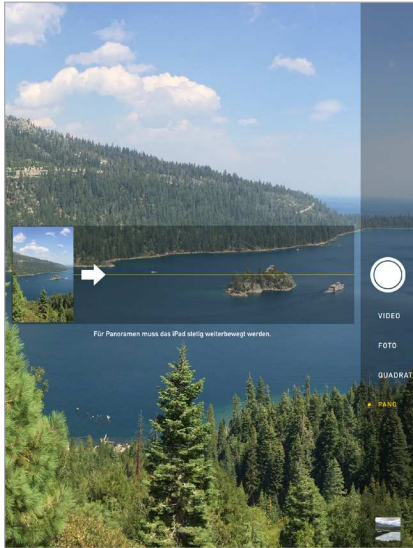 Für Panoramen muss das iPad stetig weiterbewegt werden.
VIDEO
FOTO
QUADRAT
PANO